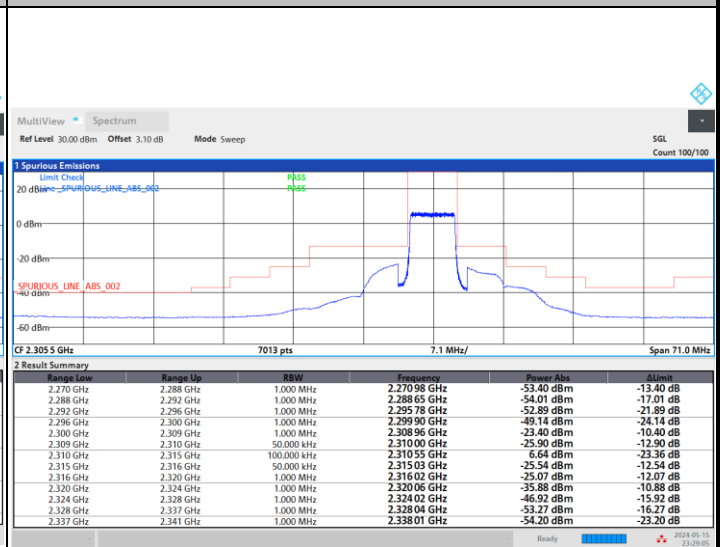 MultiView Spectrum
Ref Level 30.00 dBm Offset 3.10 dB Mode Sweep SGL
Count 100/100
1 Spurious Emissions
Limit Check PASS
20 dBm Line _SPURIOUS_LINE_ABS_002 PASS
0 dBm
-20 dBm
SPURIOUS_LINE_ABS_002
-40 dBm
-60 dBm
CF 2.305 5 GHz 7013 pts 7.1 MHz/ Span 71.0 MHz
2 Result Summary
Range Low Range Up RBW Frequency Power Abs ΔLimit
2.270 GHz 2.288 GHz 1.000 MHz 2.270 98 GHz -53.40 dBm -13.40 dB
2.288 GHz 2.292 GHz 1.000 MHz 2.288 65 GHz -54.01 dBm -17.01 dB
2.292 GHz 2.296 GHz 1.000 MHz 2.295 78 GHz -52.89 dBm -21.89 dB
2.296 GHz 2.300 GHz 1.000 MHz 2.299 90 GHz -49.14 dBm -24.14 dB
2.300 GHz 2.309 GHz 1.000 MHz 2.308 96 GHz -23.40 dBm -10.40 dB
2.309 GHz 2.310 GHz 50.000 kHz 2.310 00 GHz -25.90 dBm -12.90 dB
2.310 GHz 2.315 GHz 100.000 kHz 2.310 55 GHz 6.64 dBm -23.36 dB
2.315 GHz 2.316 GHz 50.000 kHz 2.315 03 GHz -25.54 dBm -12.54 dB
2.316 GHz 2.320 GHz 1.000 MHz 2.316 02 GHz -25.07 dBm -12.07 dB
2.320 GHz 2.324 GHz 1.000 MHz 2.320 06 GHz -35.88 dBm -10.88 dB
2.324 GHz 2.328 GHz 1.000 MHz 2.324 02 GHz -46.92 dBm -15.92 dB
2.328 GHz 2.337 GHz 1.000 MHz 2.328 04 GHz -53.27 dBm -16.27 dB
2.337 GHz 2.341 GHz 1.000 MHz 2.338 01 GHz -54.20 dBm -23.20 dB
Ready 2024-05-15
23:29:05